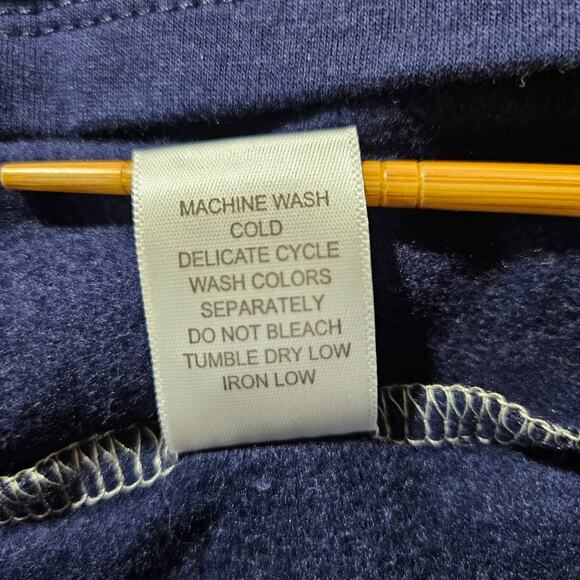 MACHINE WASH
COLD
DELICATE CYCLE
WASH COLORS
SEPARATELY
DO NOT BLEACH
TUMBLE DRY LOW
IRON LOW